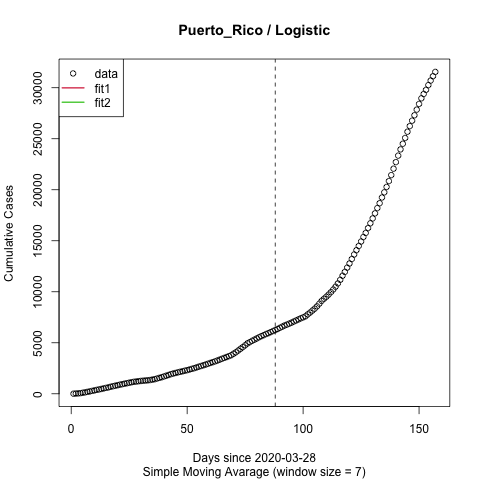 Puerto_Rico / Logistic
data
fit1
fit2
Cumulative Cases
30000
25000
20000
15000
10000
5000
0
0 50 100 150
Days since 2020-03-28
Simple Moving Avarage (window size = 7)